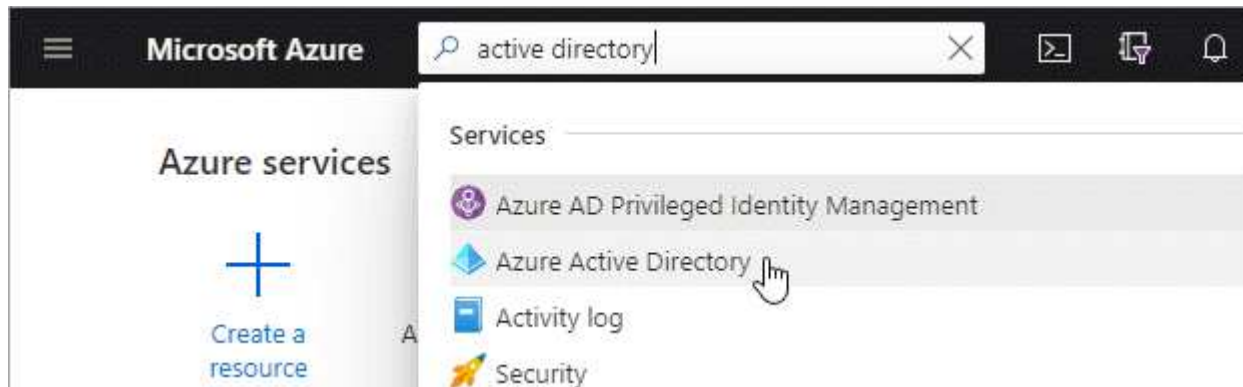 Microsoft Azure
active directory
Azure services
Create a
resource
A
Services
Azure AD Privileged Identity Management
Azure Active Directory
Activity log
Security